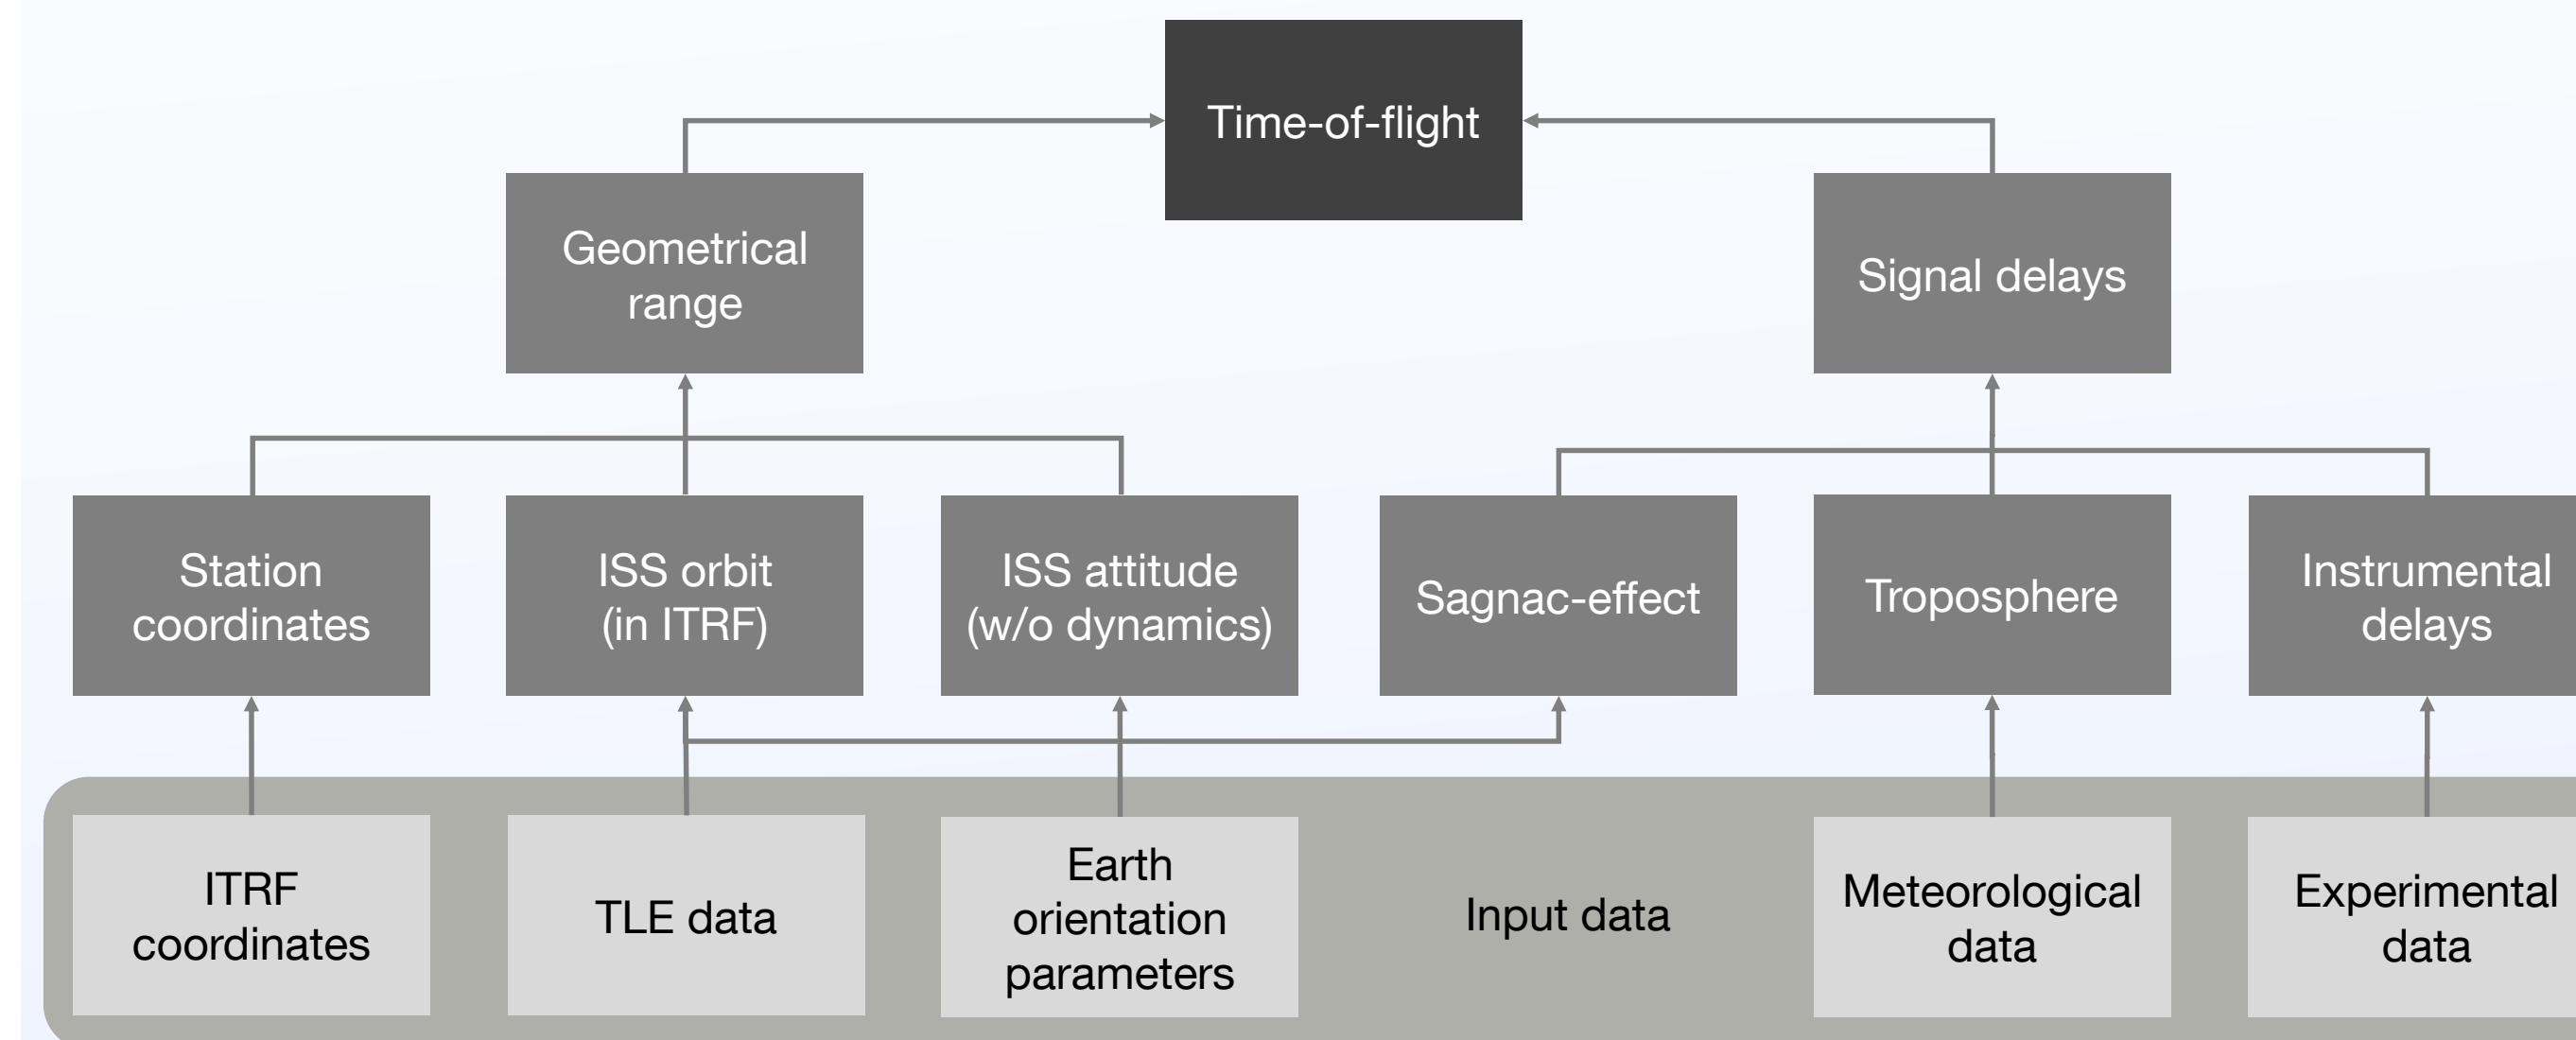 Time-of-flight
Geometrical
range
Signal delays
Station
coordinates
ISS orbit
(in ITRF)
ISS attitude
(w/o dynamics)
Sagnac-effect
Troposphere
Instrumental
delays
ITRF
coordinates
TLE data
Earth
orientation
parameters
Input data
Meteorological
data
Experimental
data